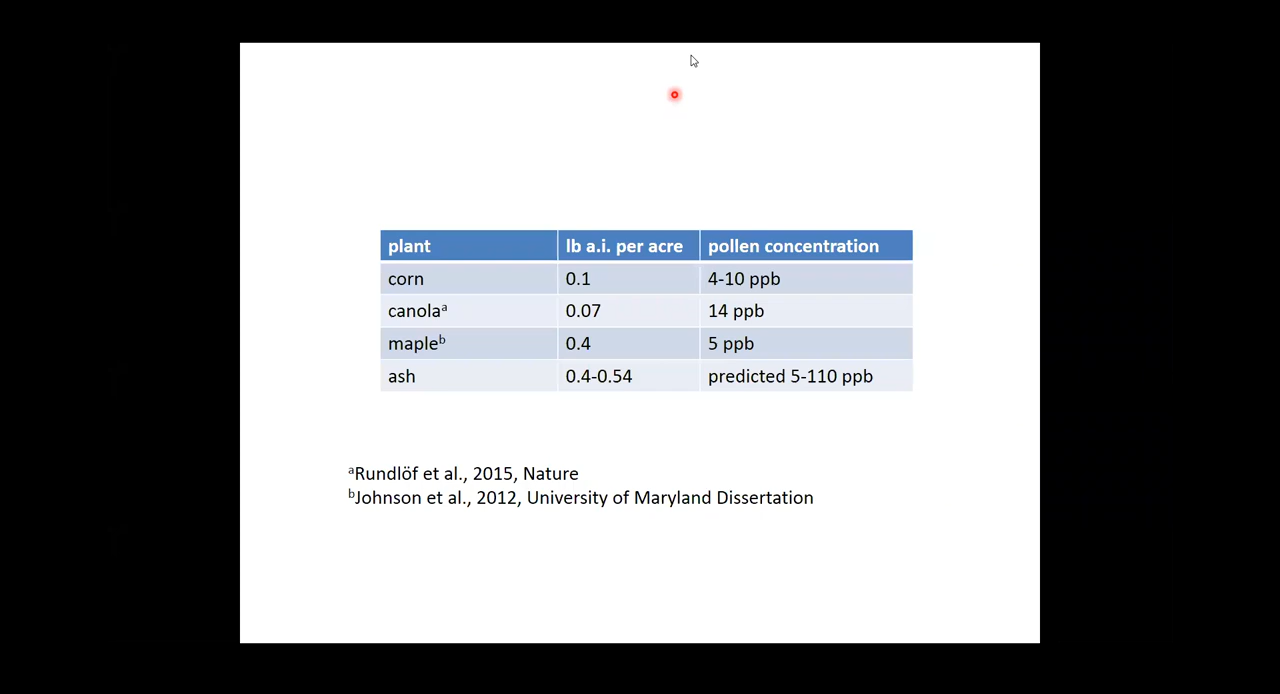 plant lb a.i. per acre pollen concentration
corn 0.1 4-10 ppb
canolaᵃ 0.07 14 ppb
mapleᵇ 0.4 5 ppb
ash 0.4-0.54 predicted 5-110 ppb
ᵃRundlöf et al., 2015, Nature
ᵇJohnson et al., 2012, University of Maryland Dissertation